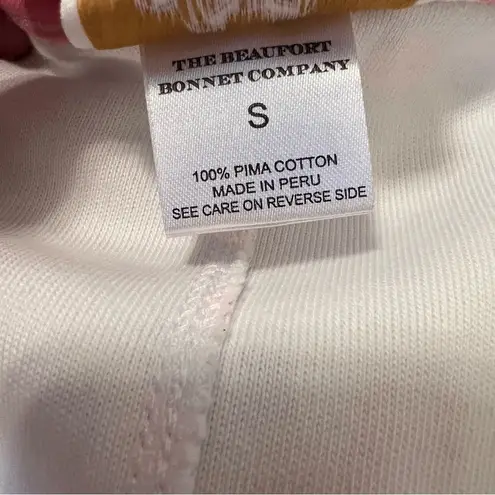 THE BEAUFORT
BONNET COMPANY
S
100% PIMA COTTON
MADE IN PERU
SEE CARE ON REVERSE SIDE